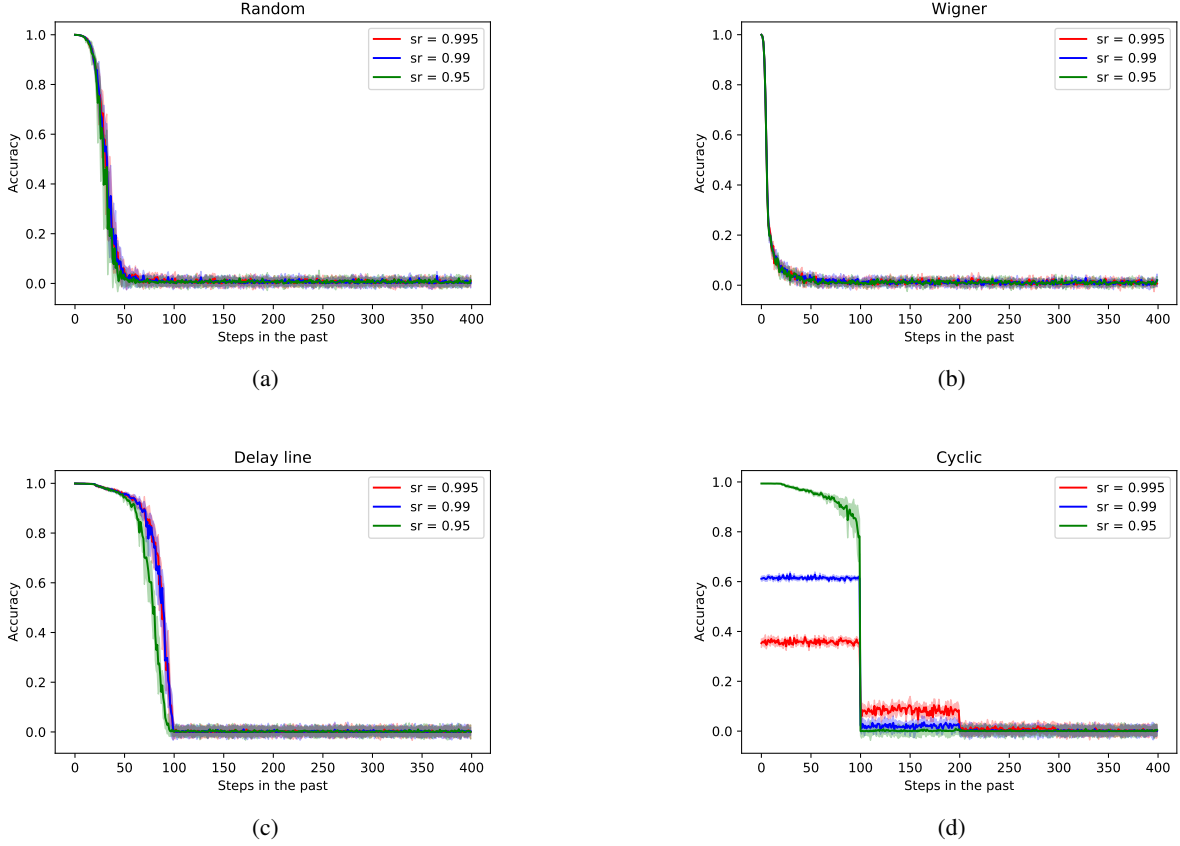 Random
1.0
0.8
0.6
0.4
0.2
0.0
Accuracy
sr = 0.995
sr = 0.99
sr = 0.95
0 50 100 150 200 250 300 350 400
Steps in the past
(a)
Wigner
1.0
0.8
0.6
0.4
0.2
0.0
Accuracy
sr = 0.995
sr = 0.99
sr = 0.95
0 50 100 150 200 250 300 350 400
Steps in the past
(b)
Delay line
1.0
0.8
0.6
0.4
0.2
0.0
Accuracy
sr = 0.995
sr = 0.99
sr = 0.95
0 50 100 150 200 250 300 350 400
Steps in the past
(c)
Cyclic
1.0
0.8
0.6
0.4
0.2
0.0
Accuracy
sr = 0.995
sr = 0.99
sr = 0.95
0 50 100 150 200 250 300 350 400
Steps in the past
(d)